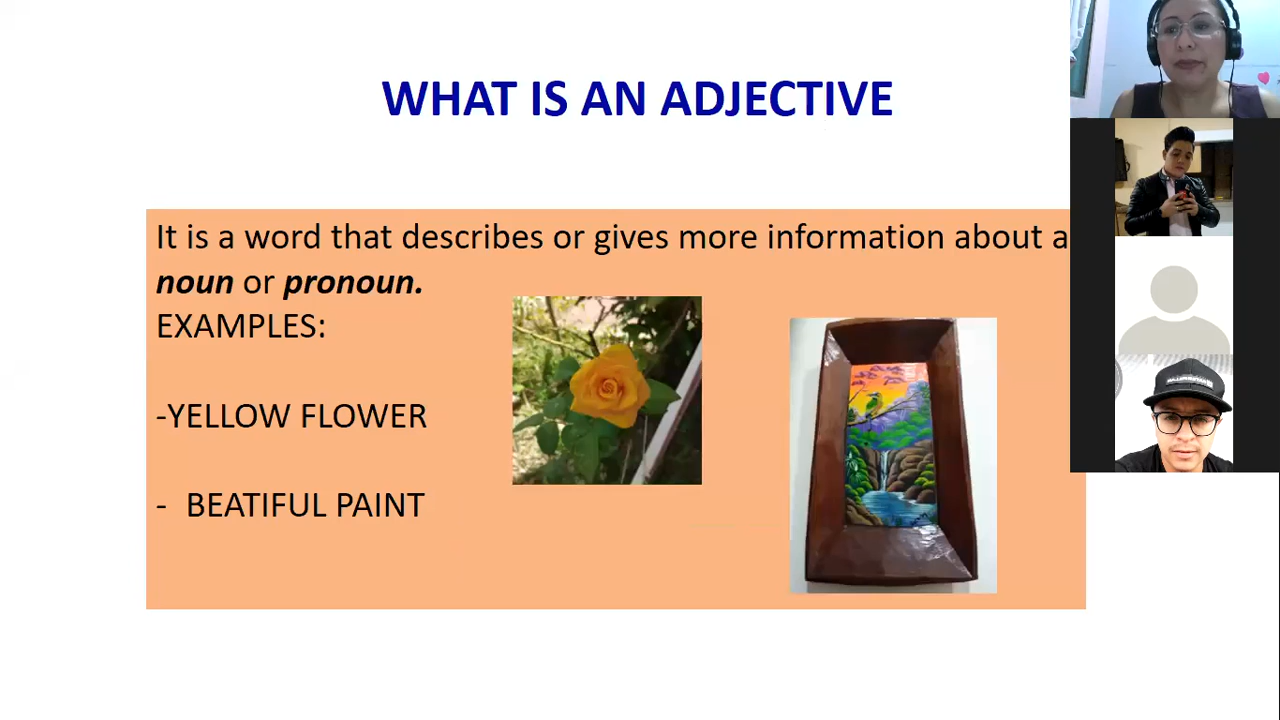 WHAT IS AN ADJECTIVE
It is a word that describes or gives more information about a
noun or pronoun.
EXAMPLES:
-YELLOW FLOWER
- BEATIFUL PAINT